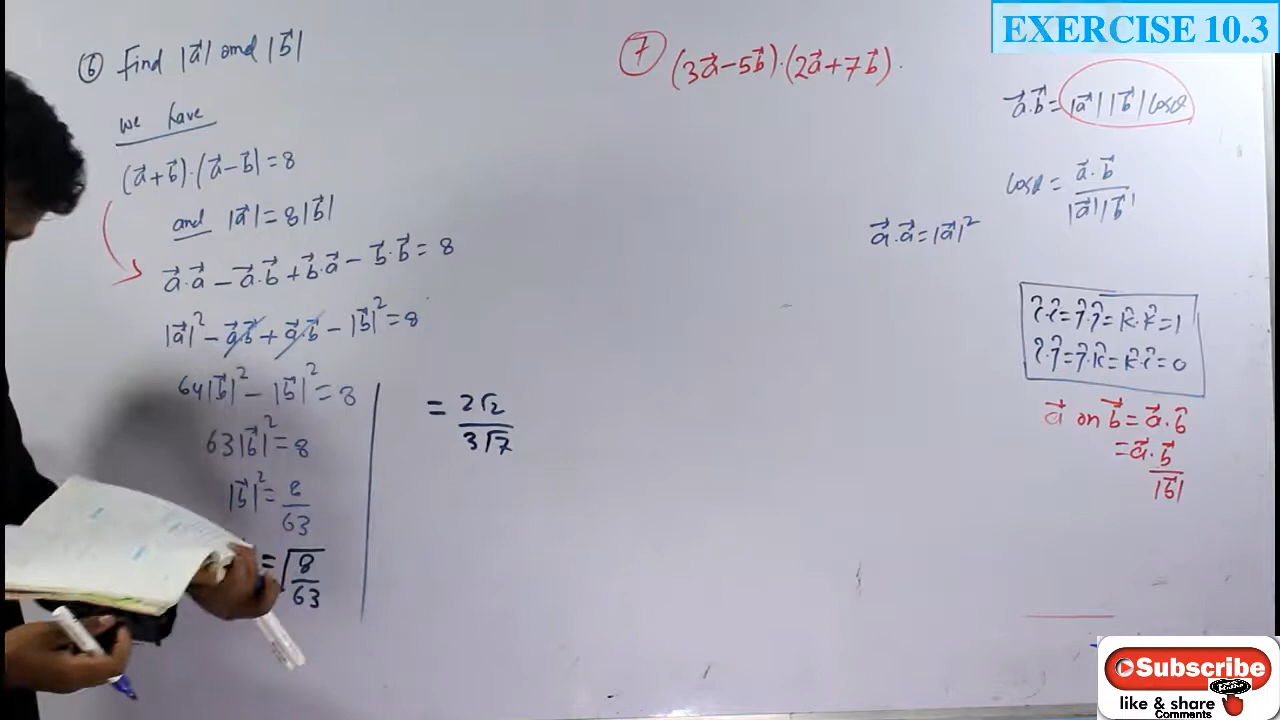 ⑥ Find |a⃗| and |b⃗|
we have
(a⃗+b⃗)·(a⃗−b⃗)=8
and |a⃗|=8|b⃗|
a⃗·a⃗ − a⃗·b⃗ + b⃗·a⃗ − b⃗·b⃗ = 8
|a⃗|² − a⃗·b⃗ + a⃗·b⃗ − |b⃗|² = 8
64|b⃗|² − |b⃗|² = 8
63|b⃗|² = 8
|b⃗|² = 8/63
= √(8/63)
= 2√2/3√7
⑦ (3a⃗−5b⃗)·(2a⃗+7b⃗).
a⃗·a⃗=|a⃗|²
EXERCISE 10.3
a⃗·b⃗=|a⃗||b⃗|cosθ
cosθ = a⃗·b⃗/|a⃗||b⃗|
î·î=ĵ·ĵ=k̂·k̂=1
î·ĵ=ĵ·k̂=k̂·î=0
a⃗ on b⃗ = a⃗·b̂
= a⃗·b⃗/|b⃗|
Subscribe
like & share
Comments